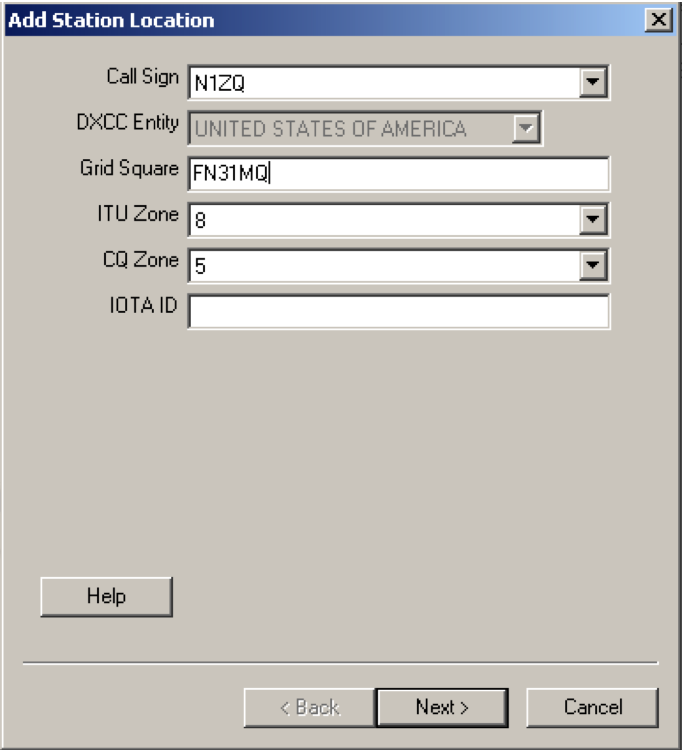 Add Station Location
Call Sign N1ZQ
DXCC Entity UNITED STATES OF AMERICA
Grid Square FN31MQ
ITU Zone 8
CQ Zone 5
IOTA ID
Help
< Back Next > Cancel